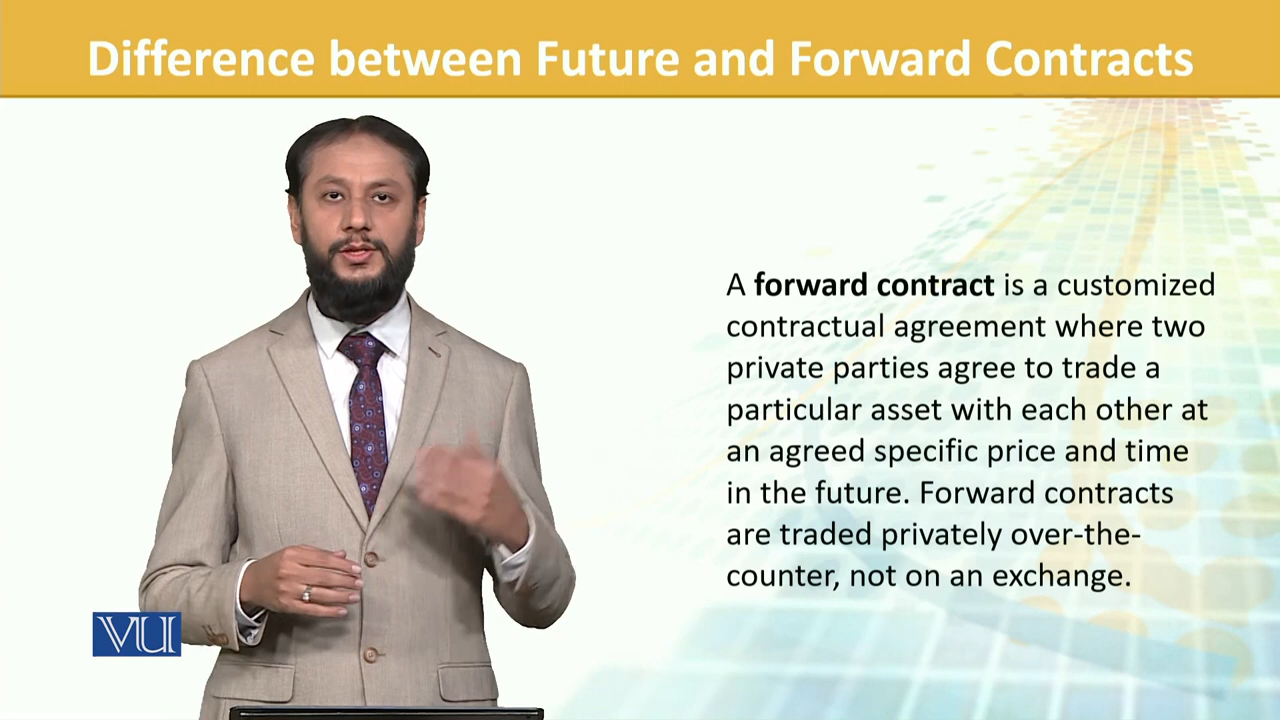 Difference between Future and Forward Contracts
A forward contract is a customized
contractual agreement where two
private parties agree to trade a
particular asset with each other at
an agreed specific price and time
in the future. Forward contracts
are traded privately over-the-
counter, not on an exchange.
VU